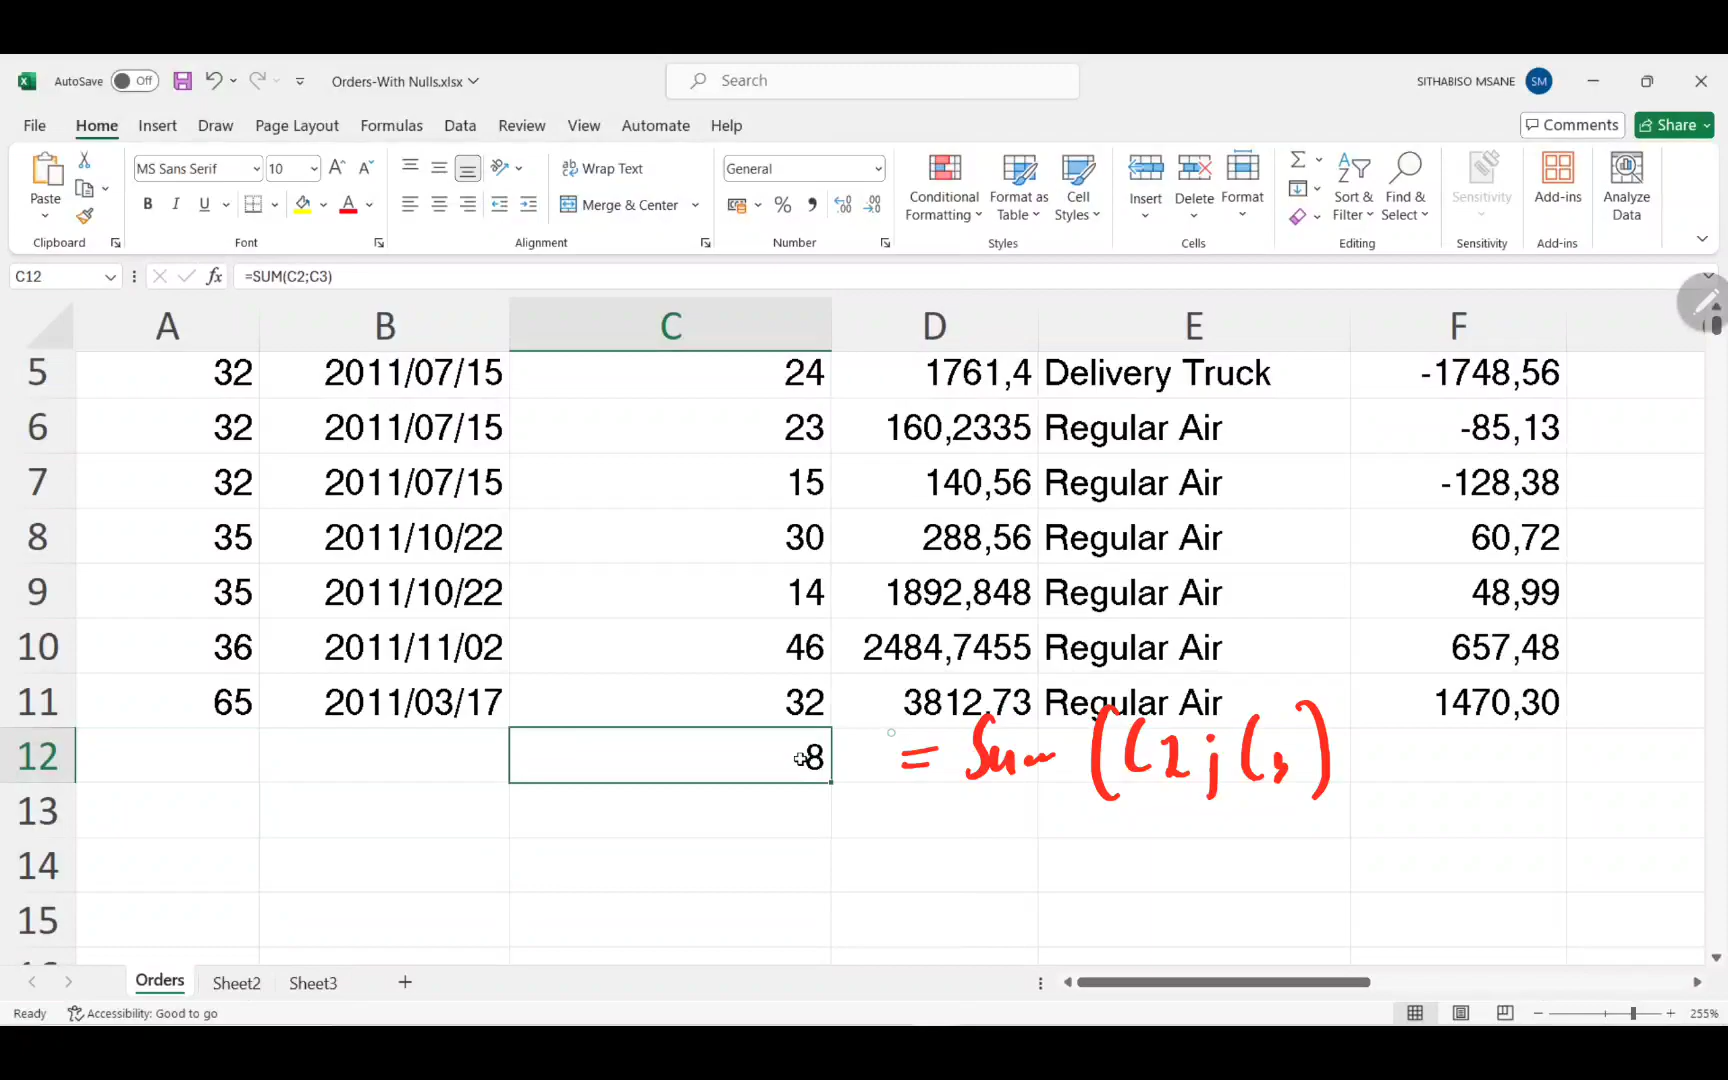 AutoSave Off Orders-With Nulls.xlsx Search SITHABISO MSANE SM
File Home Insert Draw Page Layout Formulas Data Review View Automate Help Comments Share
Paste MS Sans Serif 10 Wrap Text General Conditional Formatting Format as Table Cell Styles Insert Delete Format Sort & Filter Find & Select Sensitivity Add-ins Analyze Data
B I U A Merge & Center %
Clipboard Font Alignment Number Styles Cells Editing Sensitivity Add-ins
C12 fx =SUM(C2;C3)
A B C D E F
5 32 2011/07/15 24 1761,4 Delivery Truck -1748,56
6 32 2011/07/15 23 160,2335 Regular Air -85,13
7 32 2011/07/15 15 140,56 Regular Air -128,38
8 35 2011/10/22 30 288,56 Regular Air 60,72
9 35 2011/10/22 14 1892,848 Regular Air 48,99
10 36 2011/11/02 46 2484,7455 Regular Air 657,48
11 65 2011/03/17 32 3812,73 Regular Air 1470,30
12 8 = Sum (C2;C3)
13
14
15
Orders Sheet2 Sheet3
Ready Accessibility: Good to go 255%